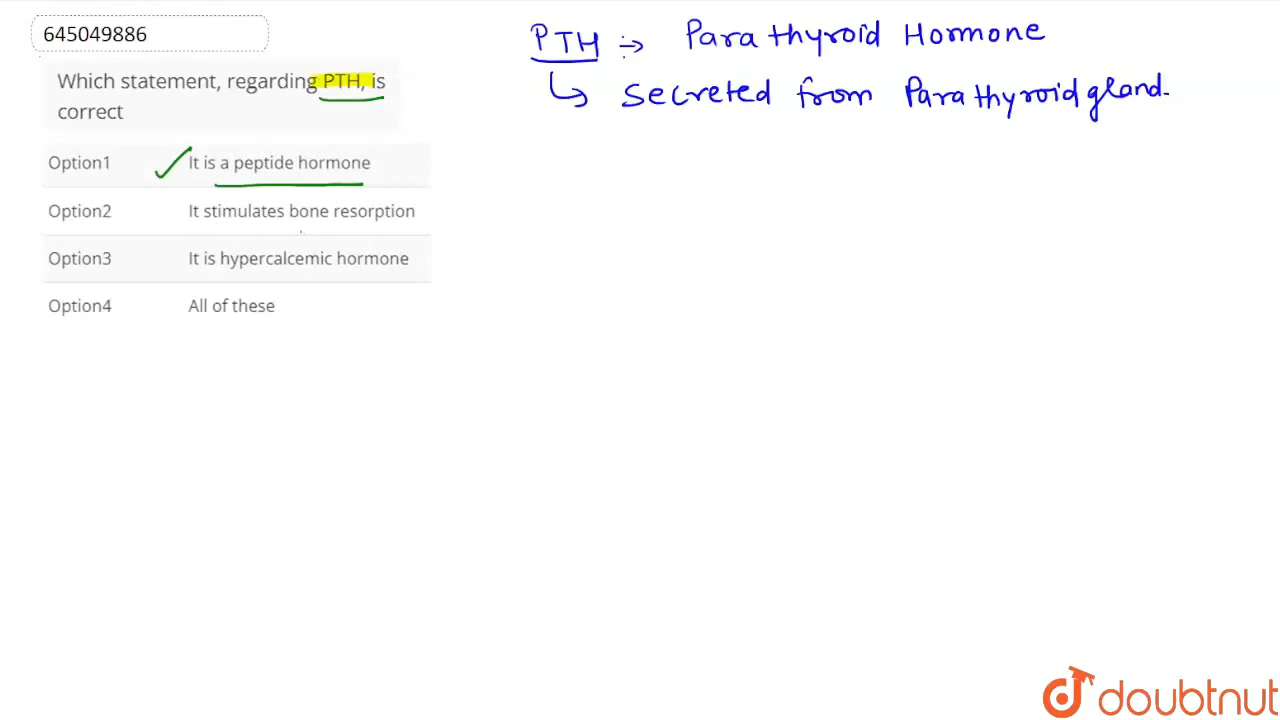 645049886
Which statement, regarding PTH, is
correct
Option1 It is a peptide hormone
Option2 It stimulates bone resorption
Option3 It is hypercalcemic hormone
Option4 All of these
PTH → Parathyroid Hormone
↳ Secreted from Parathyroid gland.
doubtnut